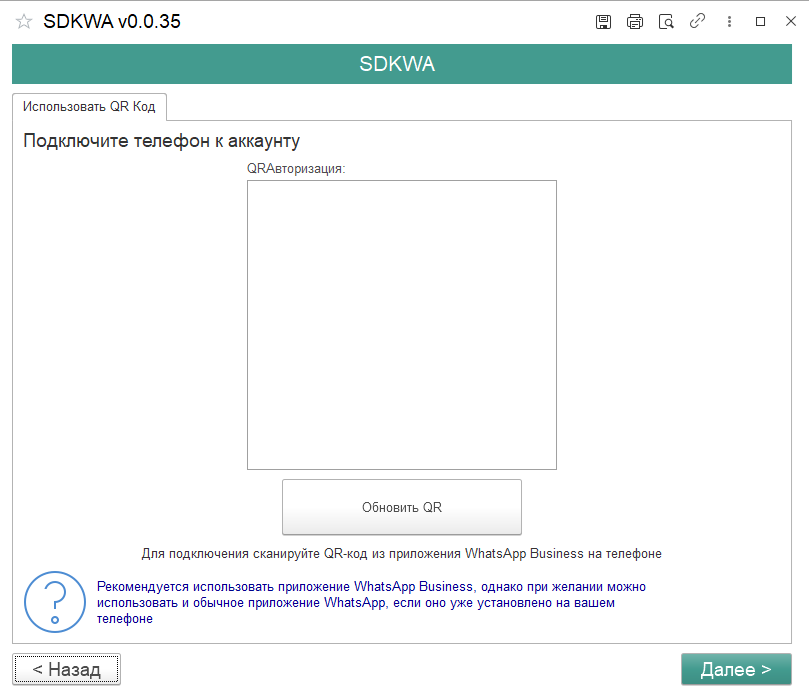 SDKWA v0.0.35
SDKWA
Использовать QR Код
Подключите телефон к аккаунту
QRАвторизация:
Обновить QR
Для подключения сканируйте QR-код из приложения WhatsApp Business на телефоне
Рекомендуется использовать приложение WhatsApp Business, однако при желании можно
использовать и обычное приложение WhatsApp, если оно уже установлено на вашем
телефоне
< Назад
Далее >